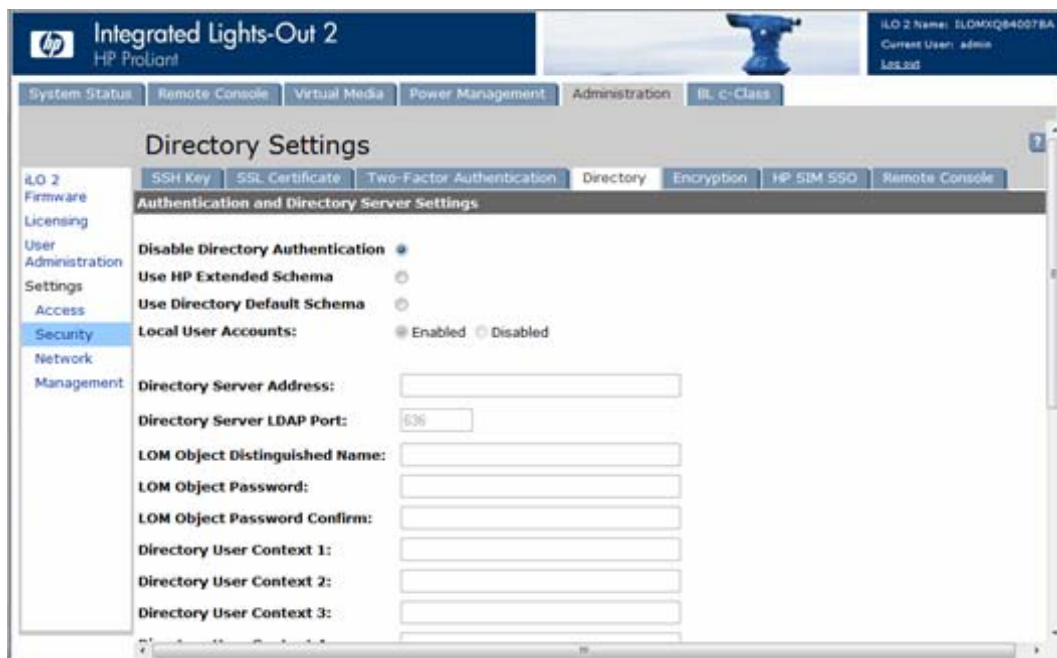 hp
Integrated Lights-Out 2
HP ProLiant
Current User: admin
Log out
System Status Remote Console Virtual Media Power Management Administration BL c-Class
Directory Settings
?
SSH Key SSL Certificate Two-Factor Authentication Directory Encryption HP SIM SSO Remote Console
iLO 2
Firmware
Licensing
User
Administration
Settings
Access
Security
Network
Management
Authentication and Directory Server Settings
Disable Directory Authentication
Use HP Extended Schema
Use Directory Default Schema
Local User Accounts: Enabled Disabled
Directory Server Address:
Directory Server LDAP Port: 636
LOM Object Distinguished Name:
LOM Object Password:
LOM Object Password Confirm:
Directory User Context 1:
Directory User Context 2:
Directory User Context 3: